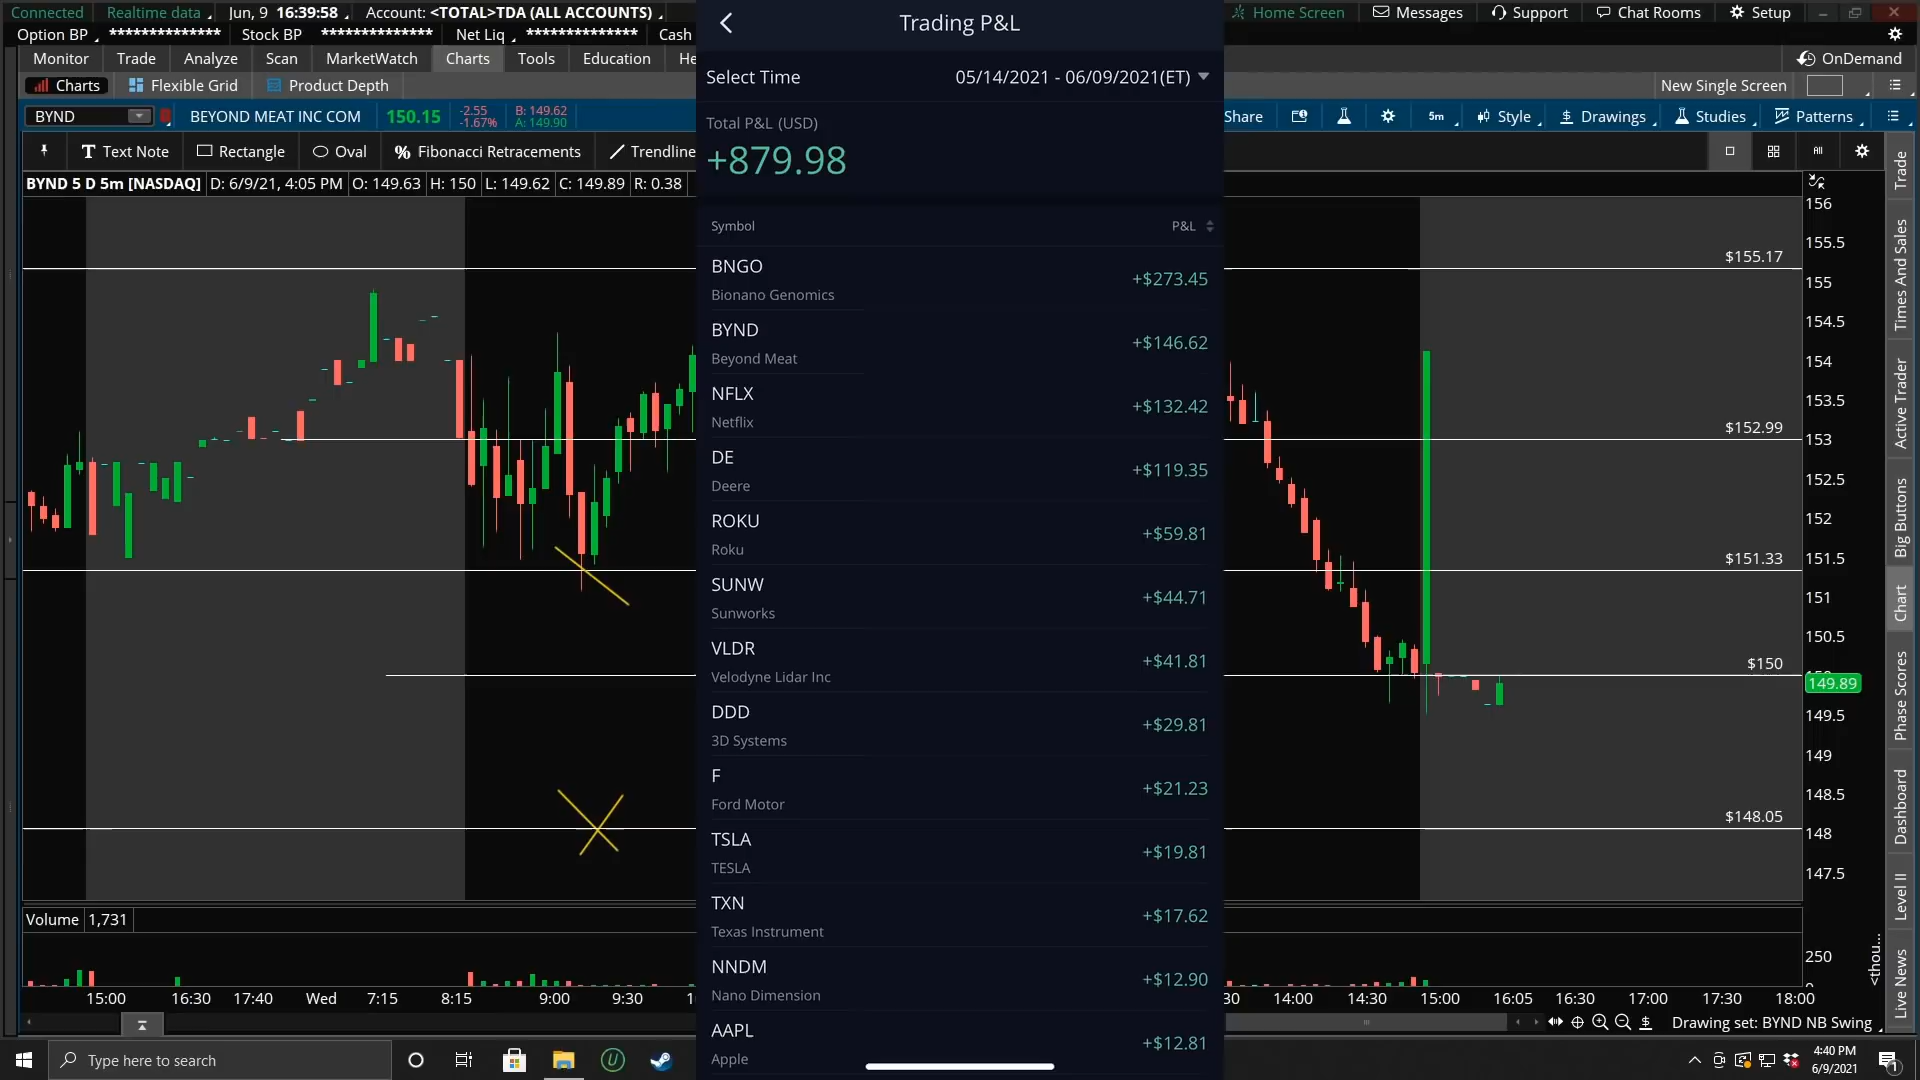 Connected Realtime data Jun, 9 16:39:58 Account: <TOTAL>TDA (ALL ACCOUNTS) Home Screen Messages Support Chat Rooms Setup
Option BP ************** Stock BP ************** Net Liq ************** Cash
Monitor Trade Analyze Scan MarketWatch Charts Tools Education He OnDemand
Charts Flexible Grid Product Depth New Single Screen
BYND BEYOND MEAT INC COM 150.15 -2.55 -1.67% B: 149.62 A: 149.90 Share 5m Style Drawings Studies Patterns
T Text Note Rectangle Oval % Fibonacci Retracements Trendline All
BYND 5 D 5m [NASDAQ] D: 6/9/21, 4:05 PM O: 149.63 H: 150 L: 149.62 C: 149.89 R: 0.38
Trading P&L
Select Time 05/14/2021 - 06/09/2021(ET)
Total P&L (USD)
+879.98
Symbol P&L
BNGO
Bionano Genomics
+$273.45
BYND
Beyond Meat
+$146.62
NFLX
Netflix
+$132.42
DE
Deere
+$119.35
ROKU
Roku
+$59.81
SUNW
Sunworks
+$44.71
VLDR
Velodyne Lidar Inc
+$41.81
DDD
3D Systems
+$29.81
F
Ford Motor
+$21.23
TSLA
TESLA
+$19.81
TXN
Texas Instrument
+$17.62
NNDM
Nano Dimension
+$12.90
AAPL
Apple
+$12.81
$155.17
$152.99
$151.33
$150
$148.05
156
155.5
155
154.5
154
153.5
153
152.5
152
151.5
151
150.5
149.89
149.5
149
148.5
148
147.5
Trade
Times And Sales
Active Trader
Big Buttons
Chart
Phase Scores
Dashboard
Level II
Live News
Volume 1,731
250
<thou...
15:00 16:30 17:40 Wed 7:15 8:15 9:00 9:30 30 14:00 14:30 15:00 16:05 16:30 17:00 17:30 18:00
Drawing set: BYND NB Swing
Type here to search
4:40 PM
6/9/2021
1